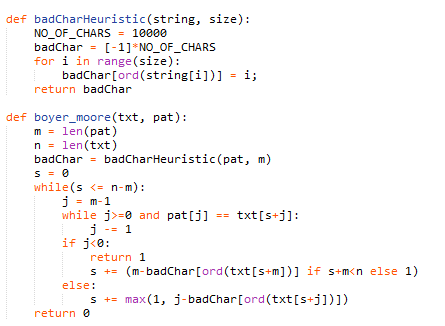 def badCharHeuristic(string, size):
    NO_OF_CHARS = 10000
    badChar = [-1]*NO_OF_CHARS
    for i in range(size):
        badChar[ord(string[i])] = i;
    return badChar

def boyer_moore(txt, pat):
    m = len(pat)
    n = len(txt)
    badChar = badCharHeuristic(pat, m)
    s = 0
    while(s <= n-m):
        j = m-1
        while j>=0 and pat[j] == txt[s+j]:
            j -= 1
        if j<0:
            return 1
            s += (m-badChar[ord(txt[s+m])] if s+m<n else 1)
        else:
            s += max(1, j-badChar[ord(txt[s+j])])
    return 0